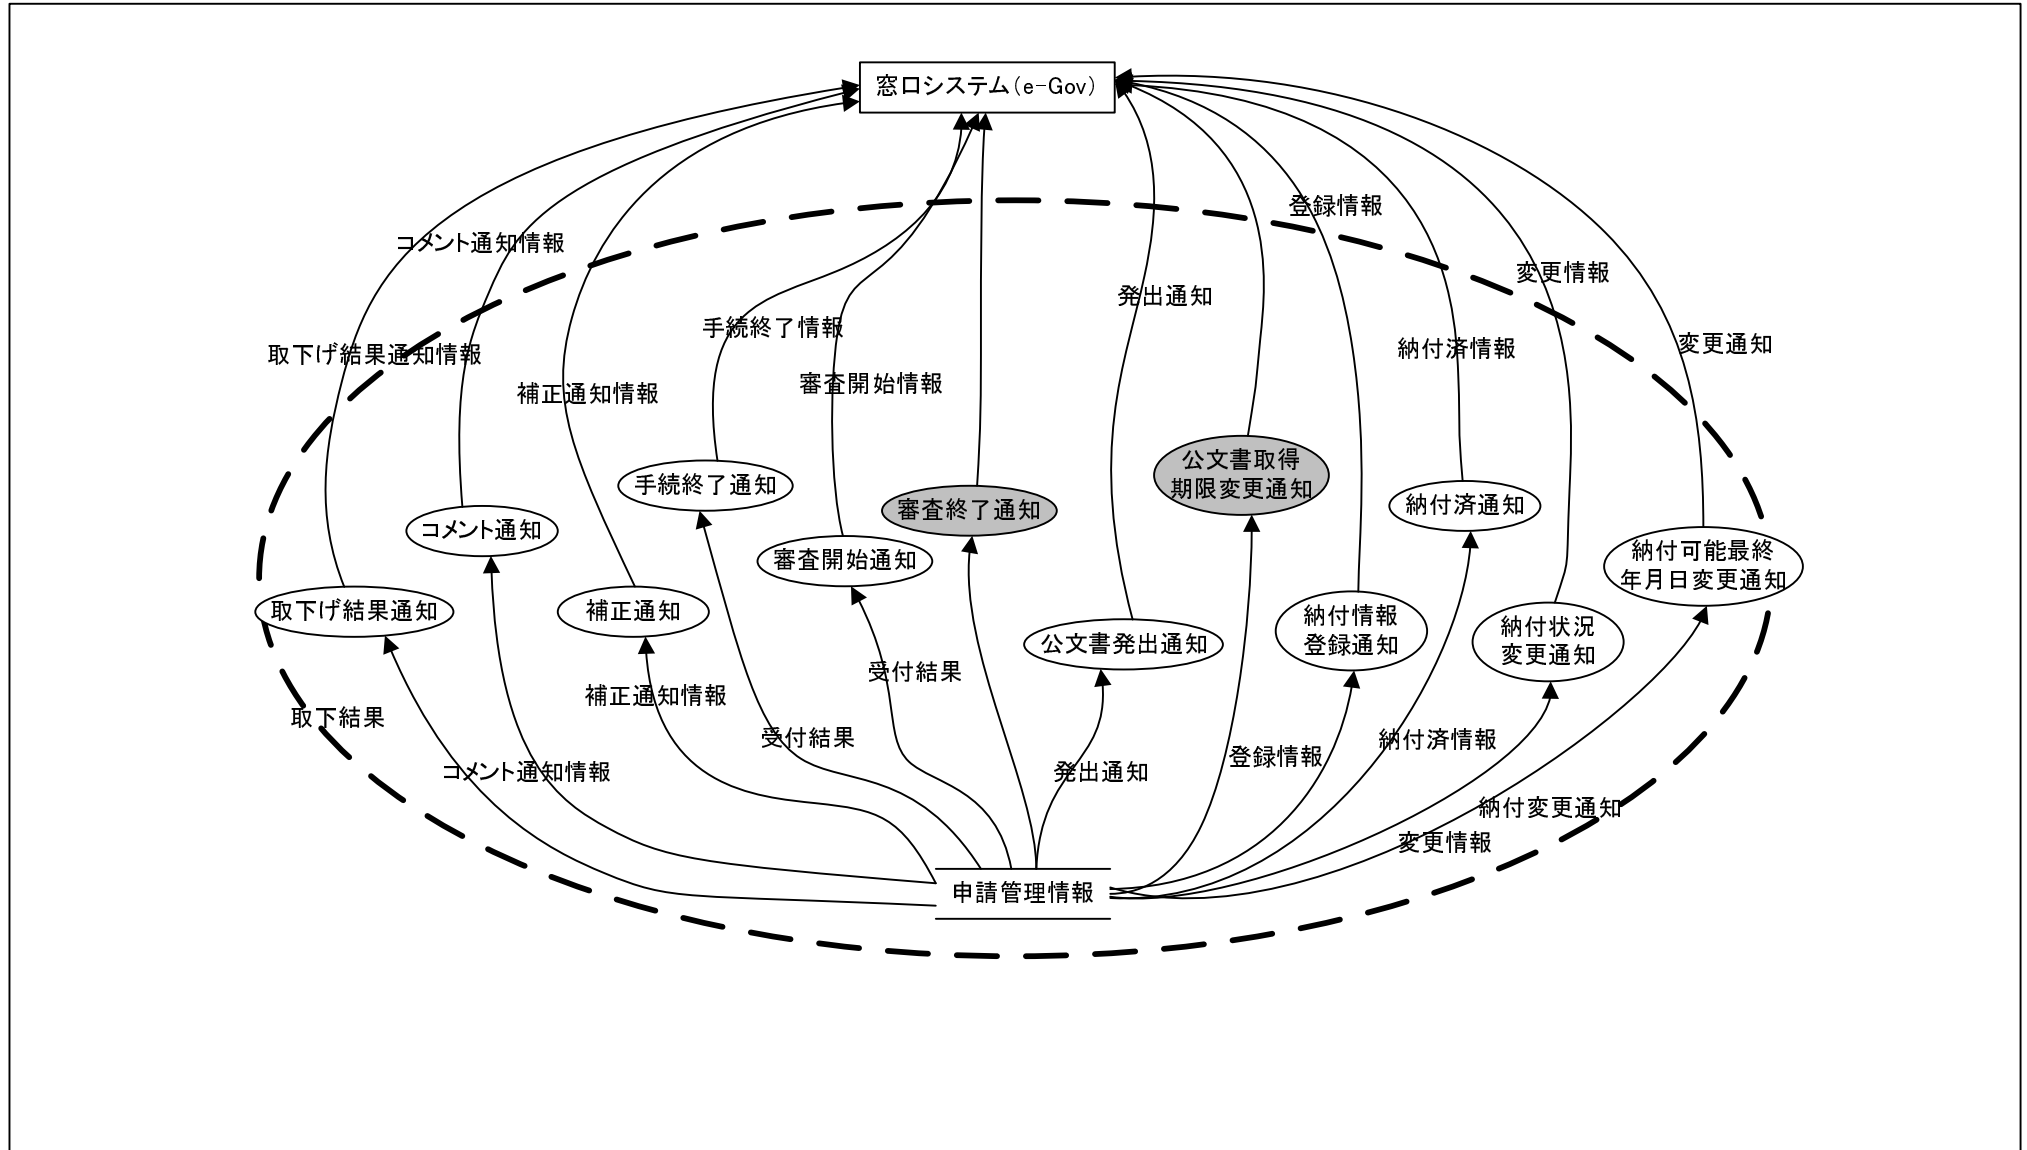 窓口システム(e-Gov)
登録情報
コメント通知情報
変更情報
発出通知
手続終了情報
変更通知
納付済情報
取下げ結果通知情報
審査開始情報
補正通知情報
公文書取得
期限変更通知
手続終了通知
納付済通知
審査終了通知
コメント通知
納付可能最終
年月日変更通知
審査開始通知
取下げ結果通知
補正通知
納付情報
登録通知
納付状況
変更通知
公文書発出通知
受付結果
補正通知情報
取下結果
受付結果
納付済情報
登録情報
コメント通知情報
発出通知
納付変更通知
変更情報
申請管理情報